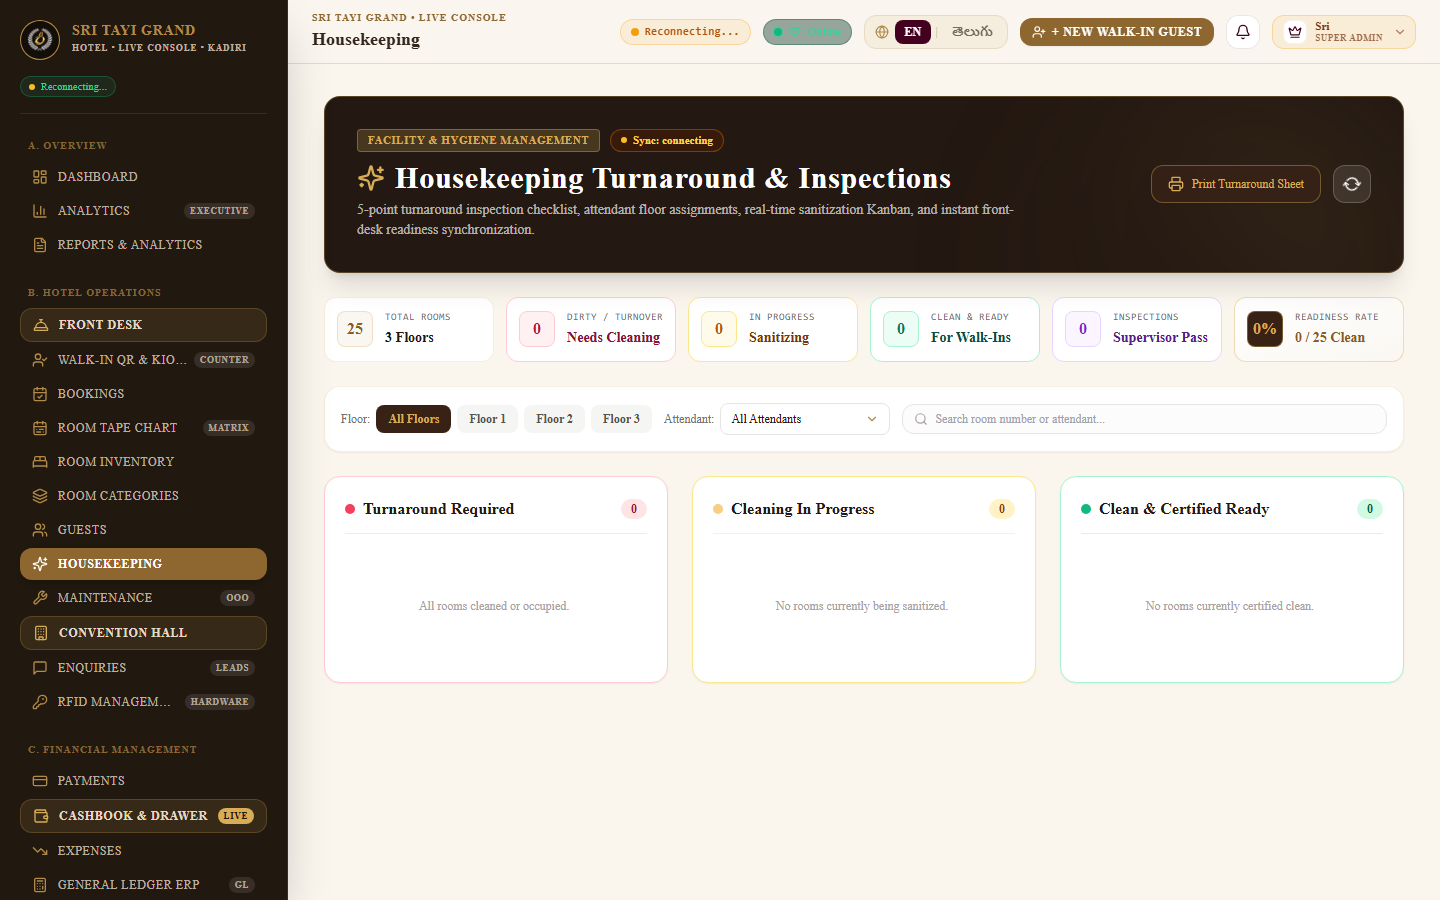 SRI TAYI GRAND
HOTEL • LIVE CONSOLE • KADIRI
Reconnecting...
A. OVERVIEW
DASHBOARD
ANALYTICS
EXECUTIVE
REPORTS & ANALYTICS
B. HOTEL OPERATIONS
FRONT DESK
WALK-IN QR & KIO...
COUNTER
BOOKINGS
ROOM TAPE CHART
MATRIX
ROOM INVENTORY
ROOM CATEGORIES
GUESTS
HOUSEKEEPING
MAINTENANCE
OOO
CONVENTION HALL
ENQUIRIES
LEADS
RFID MANAGEM...
HARDWARE
C. FINANCIAL MANAGEMENT
PAYMENTS
CASHBOOK & DRAWER
LIVE
EXPENSES
GENERAL LEDGER ERP
GL
SRI TAYI GRAND • LIVE CONSOLE
Housekeeping
Reconnecting...
EN
తెలుగు
+ NEW WALK-IN GUEST
Sri
SUPER ADMIN
FACILITY & HYGIENE MANAGEMENT
Sync: connecting
Housekeeping Turnaround & Inspections
5-point turnaround inspection checklist, attendant floor assignments, real-time sanitization Kanban, and instant front-
desk readiness synchronization.
Print Turnaround Sheet
25
TOTAL ROOMS
3 Floors
0
DIRTY / TURNOVER
Needs Cleaning
0
IN PROGRESS
Sanitizing
0
CLEAN & READY
For Walk-Ins
0
INSPECTIONS
Supervisor Pass
0%
READINESS RATE
0 / 25 Clean
Floor:
All Floors
Floor 1
Floor 2
Floor 3
Attendant:
All Attendants
Search room number or attendant...
Turnaround Required
0
All rooms cleaned or occupied.
Cleaning In Progress
0
No rooms currently being sanitized.
Clean & Certified Ready
0
No rooms currently certified clean.